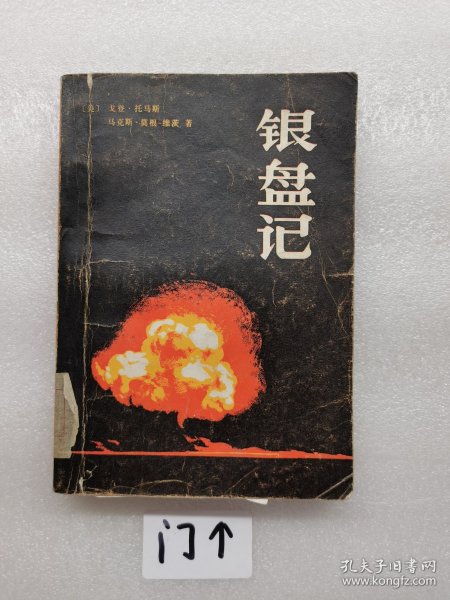 〔美〕 戈登·托马斯
马克斯·莫根-维茨 著
银盘记
门↑
孔夫子旧书网
www.kongfz.com